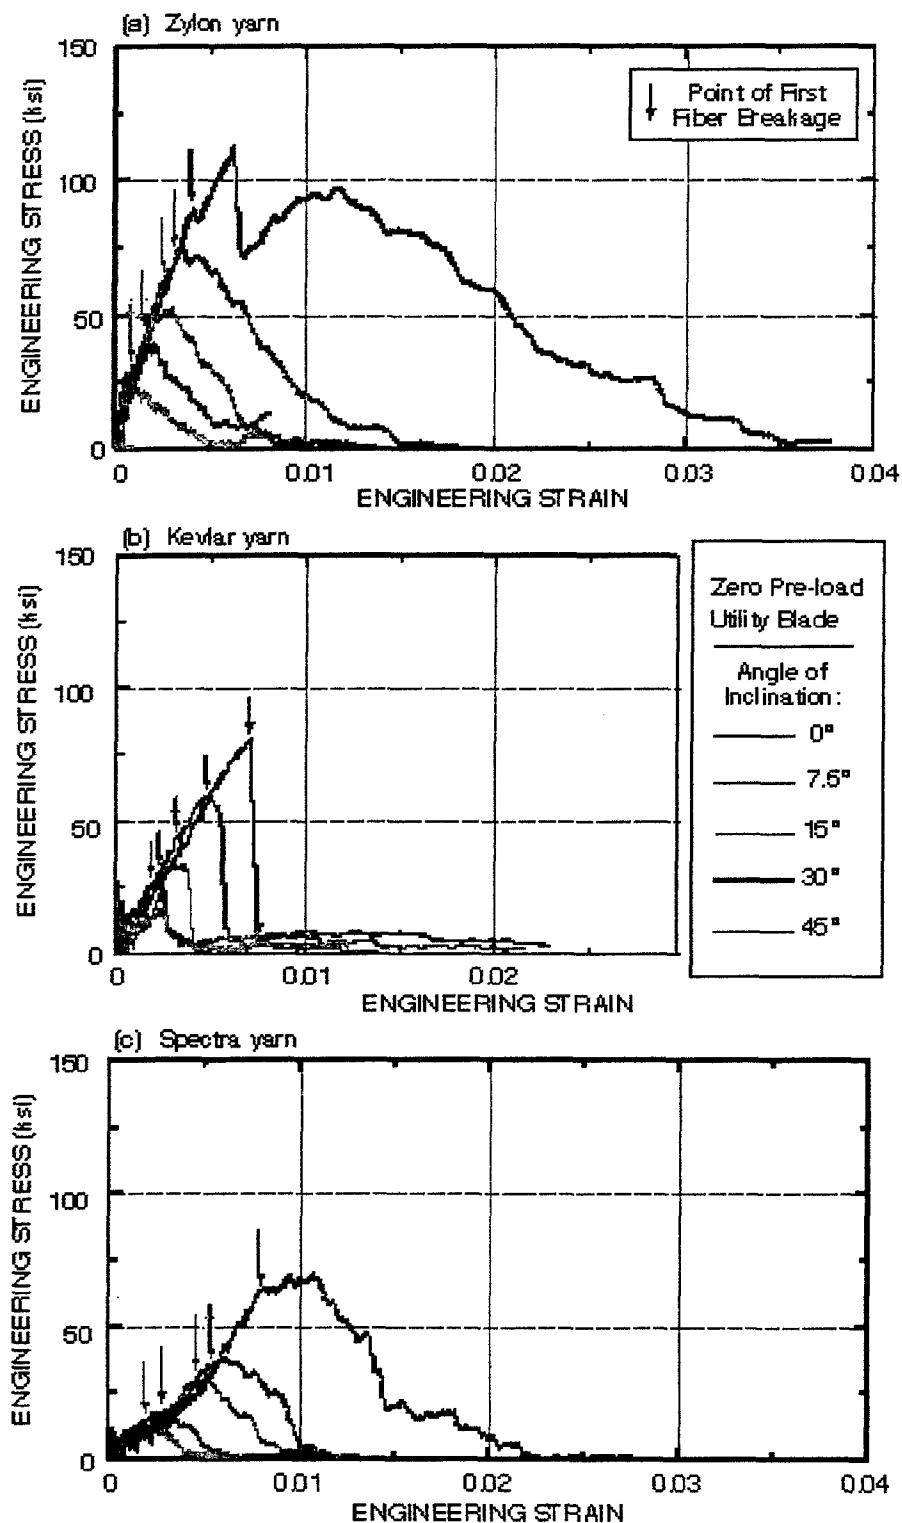 (a) Zylon yarn
150
100
50
0
ENGINEERING STRESS (ksi)
Point of First
Fiber Breakage
0 0.01 0.02 0.03 0.04
ENGINEERING STRAIN
(b) Kevlar yarn
150
100
50
0
ENGINEERING STRESS (ksi)
0 0.01 0.02
ENGINEERING STRAIN
Zero Pre-load
Utility Blade
Angle of
Inclination:
0°
7.5°
15°
30°
45°
(c) Spectra yarn
150
100
50
0
ENGINEERING STRESS (ksi)
0 0.01 0.02 0.03 0.04
ENGINEERING STRAIN